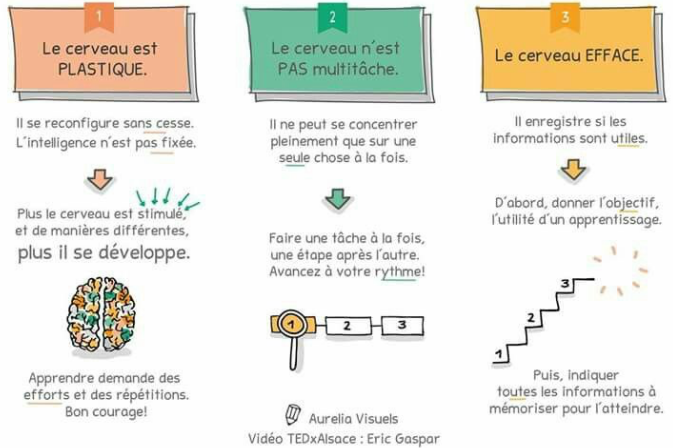 1
Le cerveau est
PLASTIQUE.
Il se reconfigure sans cesse.
L'intelligence n'est pas fixée.
Plus le cerveau est stimulé,
et de manières différentes,
plus il se développe.
Apprendre demande des
efforts et des répétitions.
Bon courage!
2
Le cerveau n'est
PAS multitâche.
Il ne peut se concentrer
pleinement que sur une
seule chose à la fois.
Faire une tâche à la fois,
une étape après l'autre.
Avancez à votre rythme!
1 2 3
Aurelia Visuels
Vidéo TEDxAlsace : Eric Gaspar
3
Le cerveau EFFACE.
Il enregistre si les
informations sont utiles.
D'abord, donner l'objectif,
l'utilité d'un apprentissage.
3
2
1
Puis, indiquer
toutes les informations à
mémoriser pour l'atteindre.